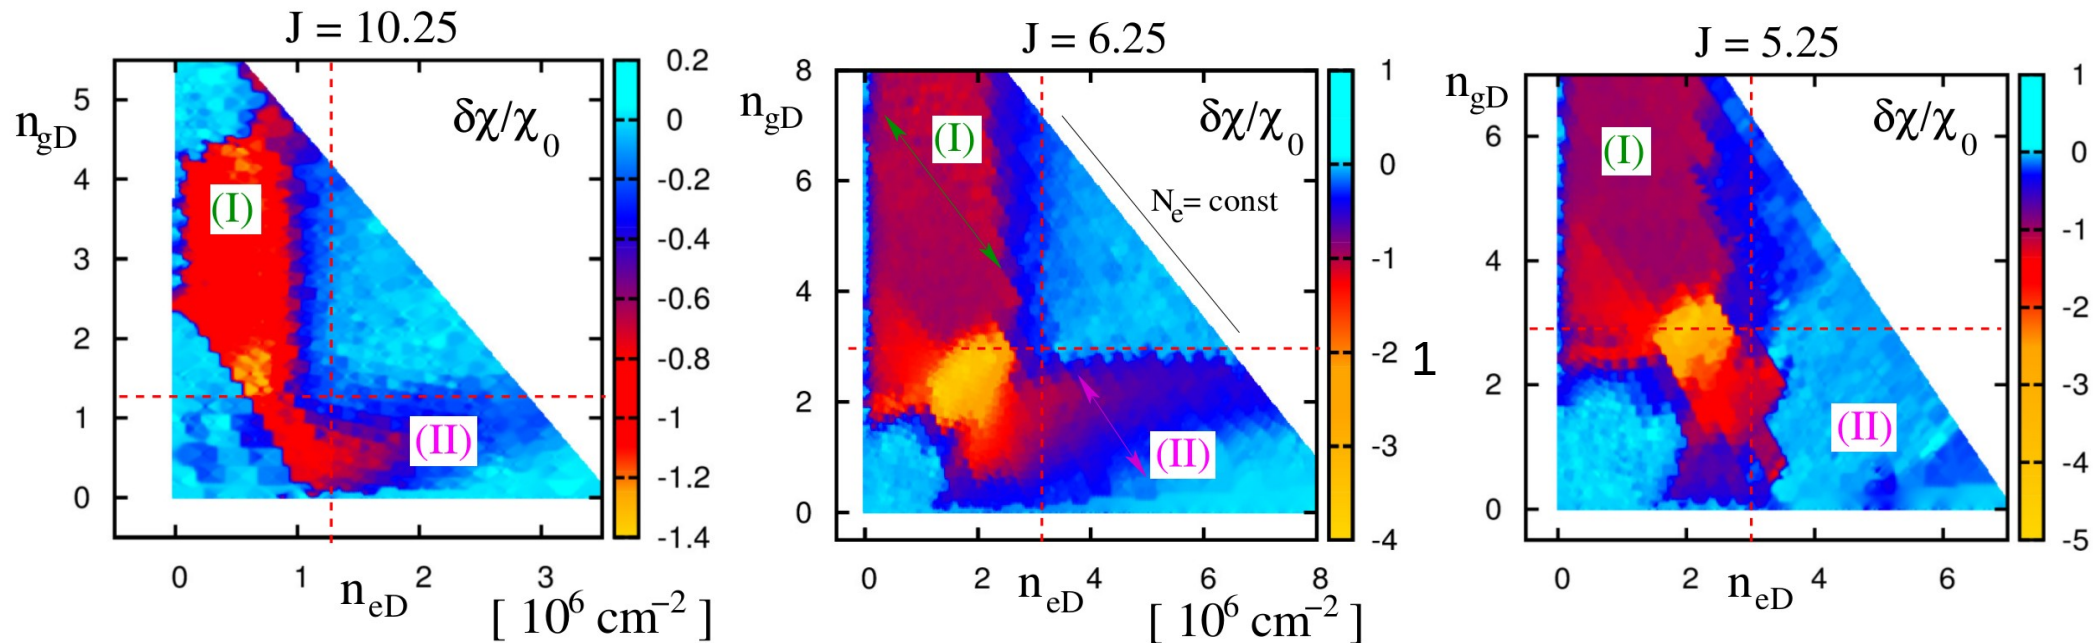 J = 10.25
n_gD
δχ/χ_0
(I)
(II)
5
4
3
2
1
0
0
1
2
3
n_eD
[ 10^6 cm^−2 ]
0.2
0
-0.2
-0.4
-0.6
-0.8
-1
-1.2
-1.4
J = 6.25
n_gD
δχ/χ_0
(I)
N_e= const
(II)
8
6
4
2
0
0
2
4
6
8
n_eD
[ 10^6 cm^−2 ]
1
0
-1
-2
-3
-4
1
J = 5.25
n_gD
δχ/χ_0
(I)
(II)
6
4
2
0
0
2
4
6
n_eD
1
0
-1
-2
-3
-4
-5